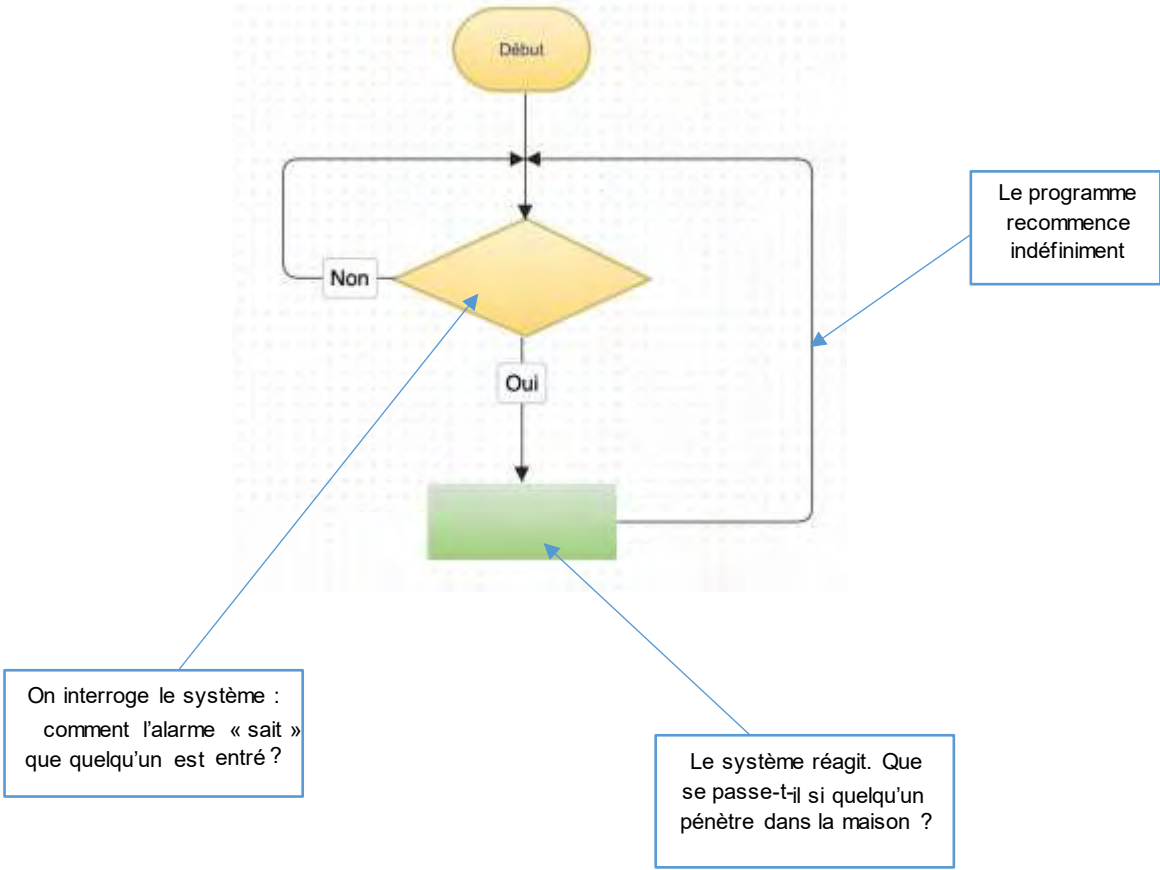 Début
Le programme
recommence
indéfiniment
Non
Oui
On interroge le système :
comment l'alarme « sait »
que quelqu'un est entré ?
Le système réagit. Que
se passe-t-il si quelqu'un
pénètre dans la maison ?